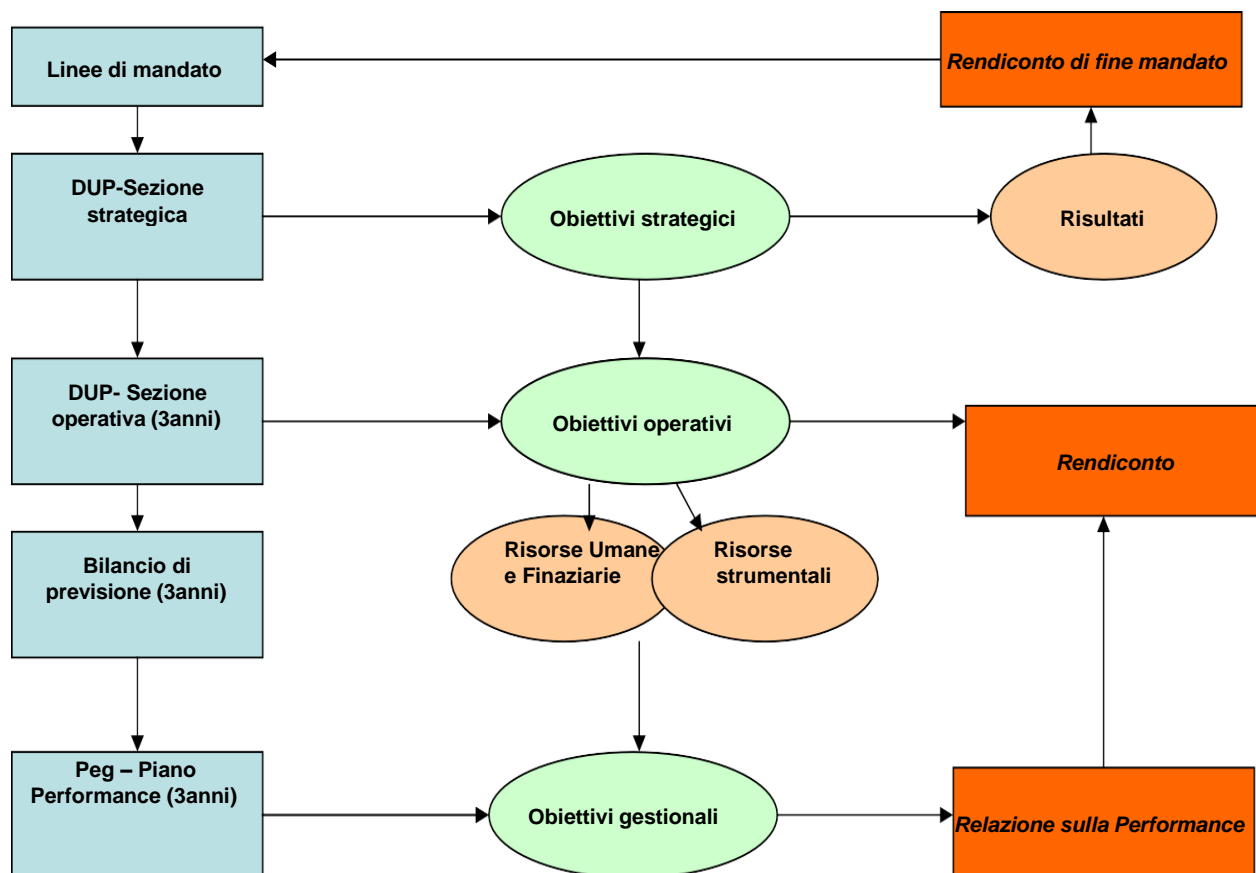 Linee di mandato
Rendiconto di fine mandato
DUP-Sezione
strategica
Obiettivi strategici
Risultati
DUP- Sezione
operativa (3anni)
Obiettivi operativi
Rendiconto
Bilancio di
previsione (3anni)
Risorse Umane
e Finaziarie
Risorse
strumentali
Peg – Piano
Performance (3anni)
Obiettivi gestionali
Relazione sulla Performance